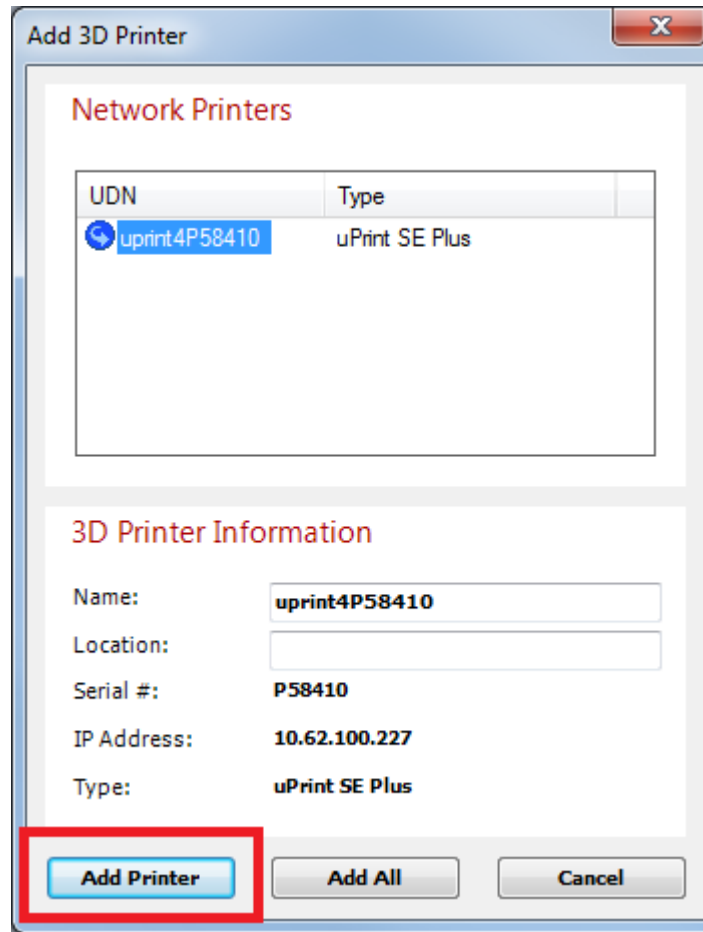 Add 3D Printer
Network Printers
UDN Type
uprint4P58410 uPrint SE Plus
3D Printer Information
Name: uprint4P58410
Location:
Serial #: P58410
IP Address: 10.62.100.227
Type: uPrint SE Plus
Add Printer Add All Cancel